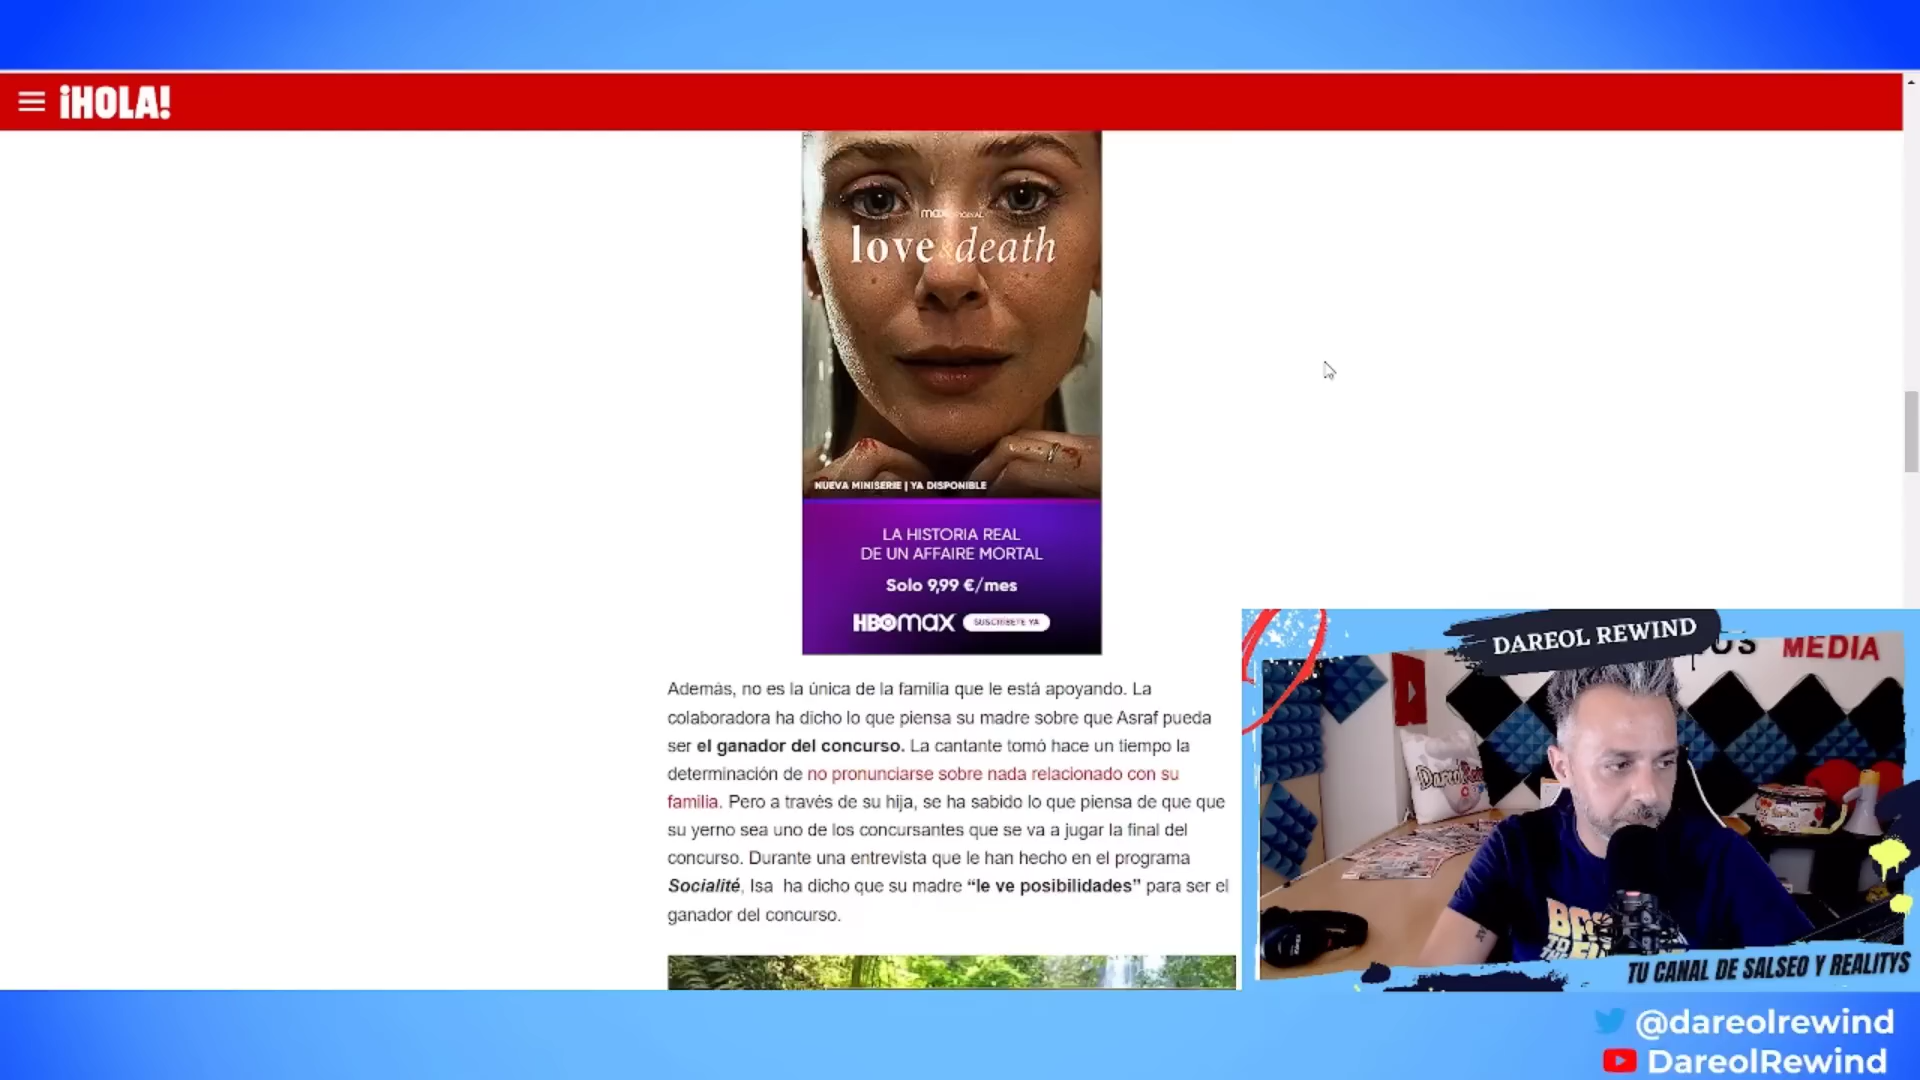 ¡HOLA!
max ORIGINAL
love & death
NUEVA MINISERIE | YA DISPONIBLE
LA HISTORIA REAL
DE UN AFFAIRE MORTAL
Solo 9,99 €/mes
HBOmax SUSCRÍBETE YA
Además, no es la única de la familia que le está apoyando. La
colaboradora ha dicho lo que piensa su madre sobre que Asraf pueda
ser el ganador del concurso. La cantante tomó hace un tiempo la
determinación de no pronunciarse sobre nada relacionado con su
familia. Pero a través de su hija, se ha sabido lo que piensa de que que
su yerno sea uno de los concursantes que se va a jugar la final del
concurso. Durante una entrevista que le han hecho en el programa
Socialité, Isa ha dicho que su madre “le ve posibilidades” para ser el
ganador del concurso.
DAREOL REWIND
MEDIA
TU CANAL DE SALSEO Y REALITYS
@dareolrewind
DareolRewind